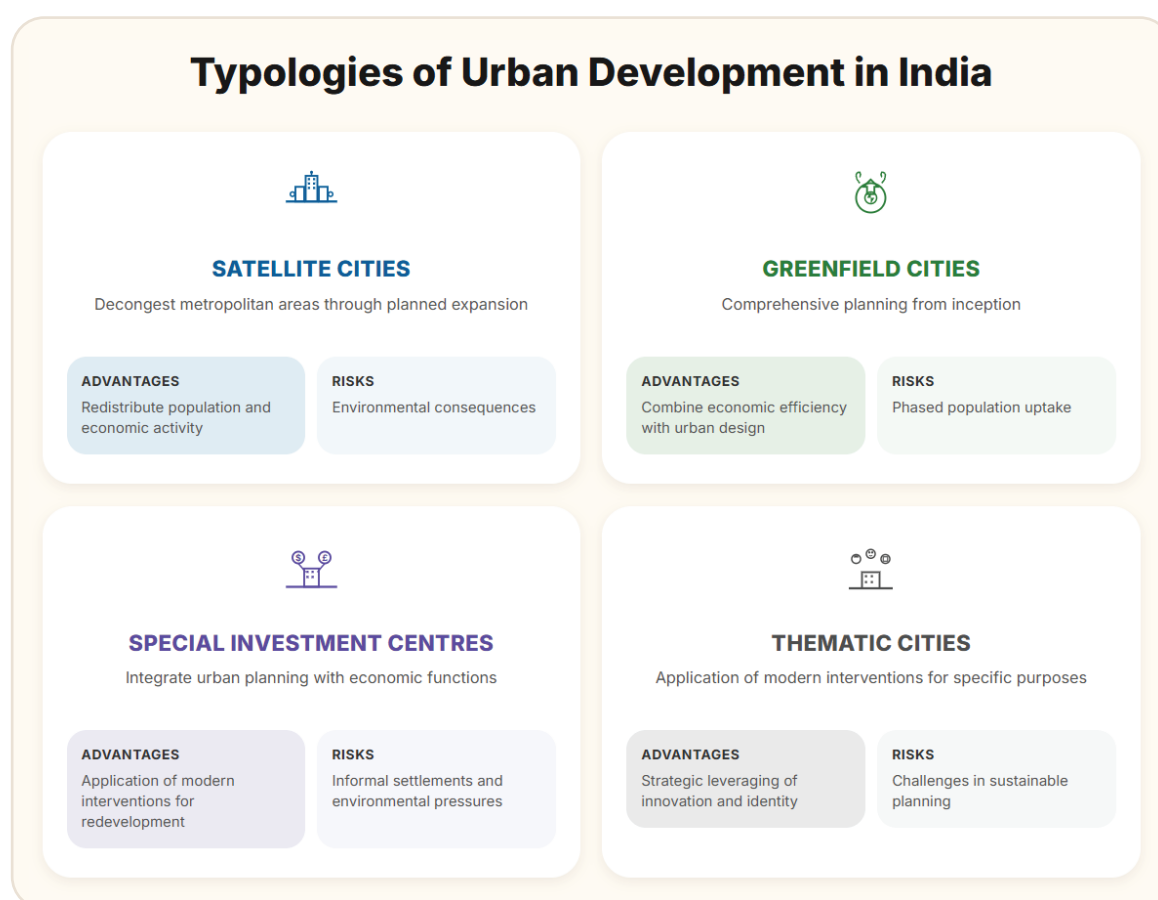 Typologies of Urban Development in India
SATELLITE CITIES
Decongest metropolitan areas through planned expansion
ADVANTAGES
Redistribute population and
economic activity
RISKS
Environmental consequences
GREENFIELD CITIES
Comprehensive planning from inception
ADVANTAGES
Combine economic efficiency
with urban design
RISKS
Phased population uptake
$ £
SPECIAL INVESTMENT CENTRES
Integrate urban planning with economic functions
ADVANTAGES
Application of modern
interventions for
redevelopment
RISKS
Informal settlements and
environmental pressures
THEMATIC CITIES
Application of modern interventions for specific purposes
ADVANTAGES
Strategic leveraging of
innovation and identity
RISKS
Challenges in sustainable
planning